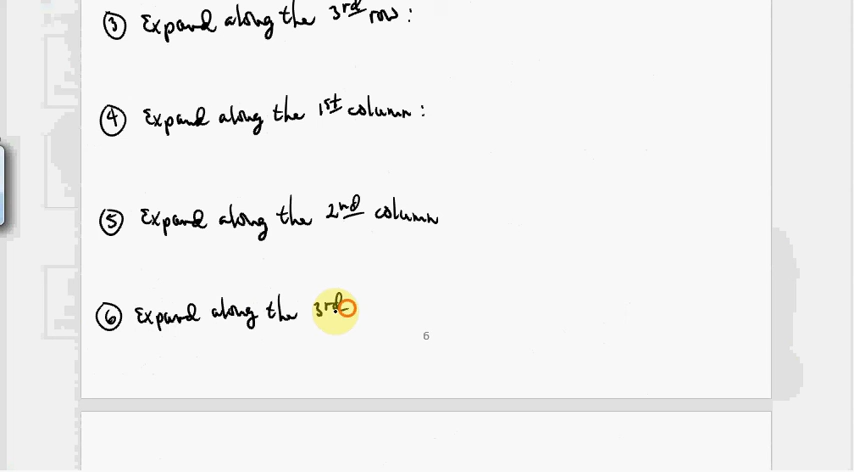 ③ Expand along the 3rd row:
④ Expand along the 1st column:
⑤ Expand along the 2nd column
⑥ Expand along the 3rd
6